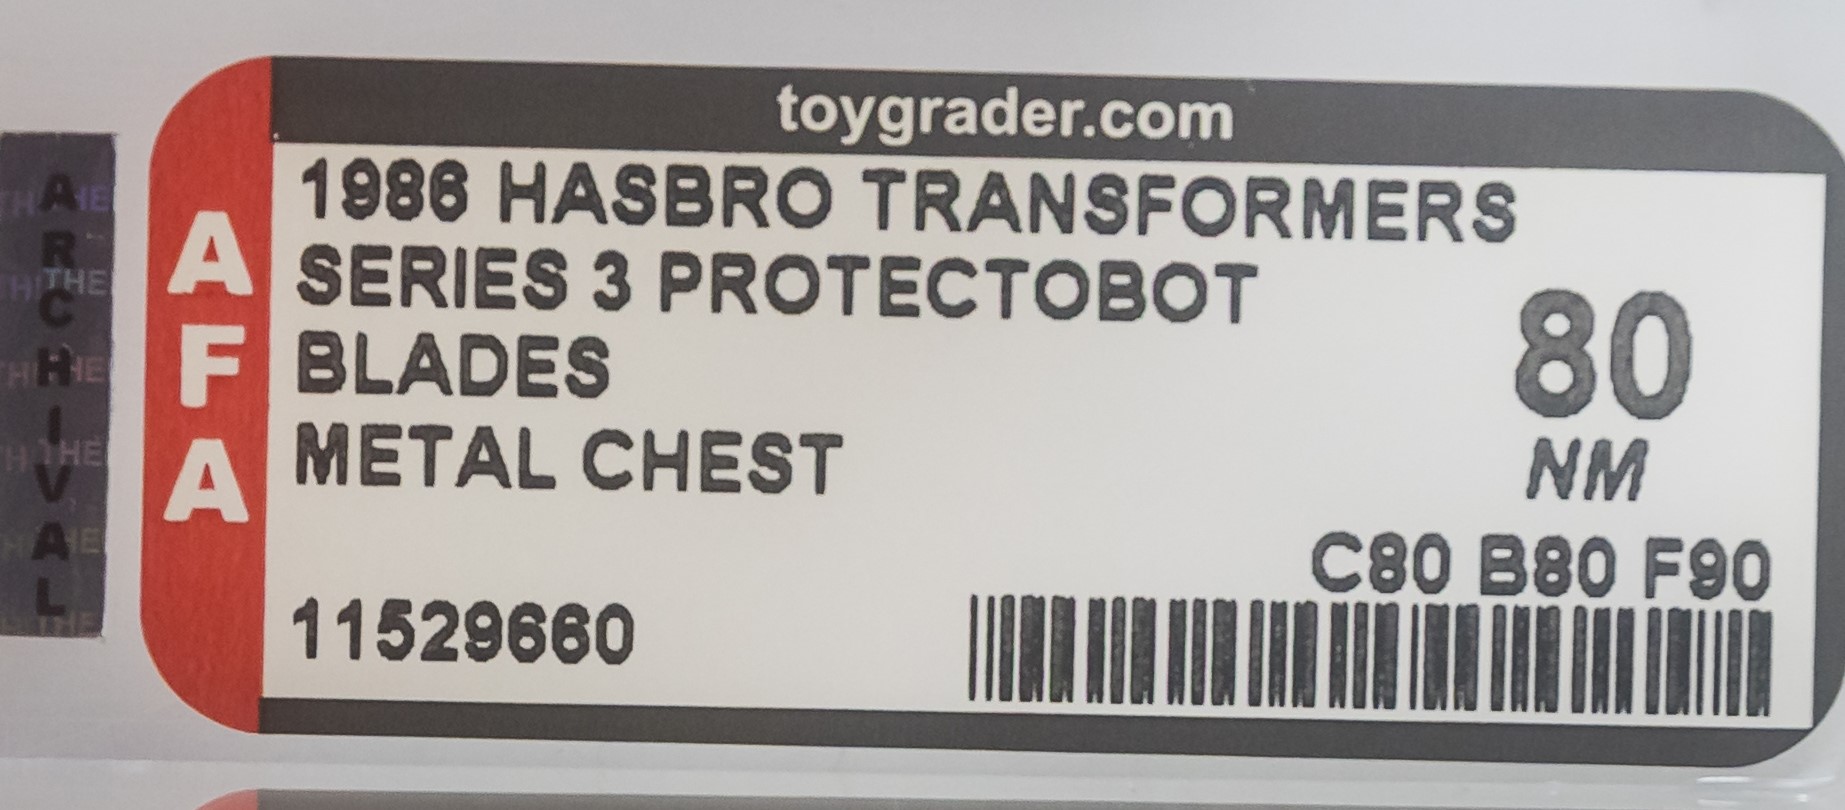 ARCHIVAL
AFA
toygrader.com
1986 HASBRO TRANSFORMERS
SERIES 3 PROTECTOBOT
BLADES
METAL CHEST
80
NM
C80 B80 F90
11529660